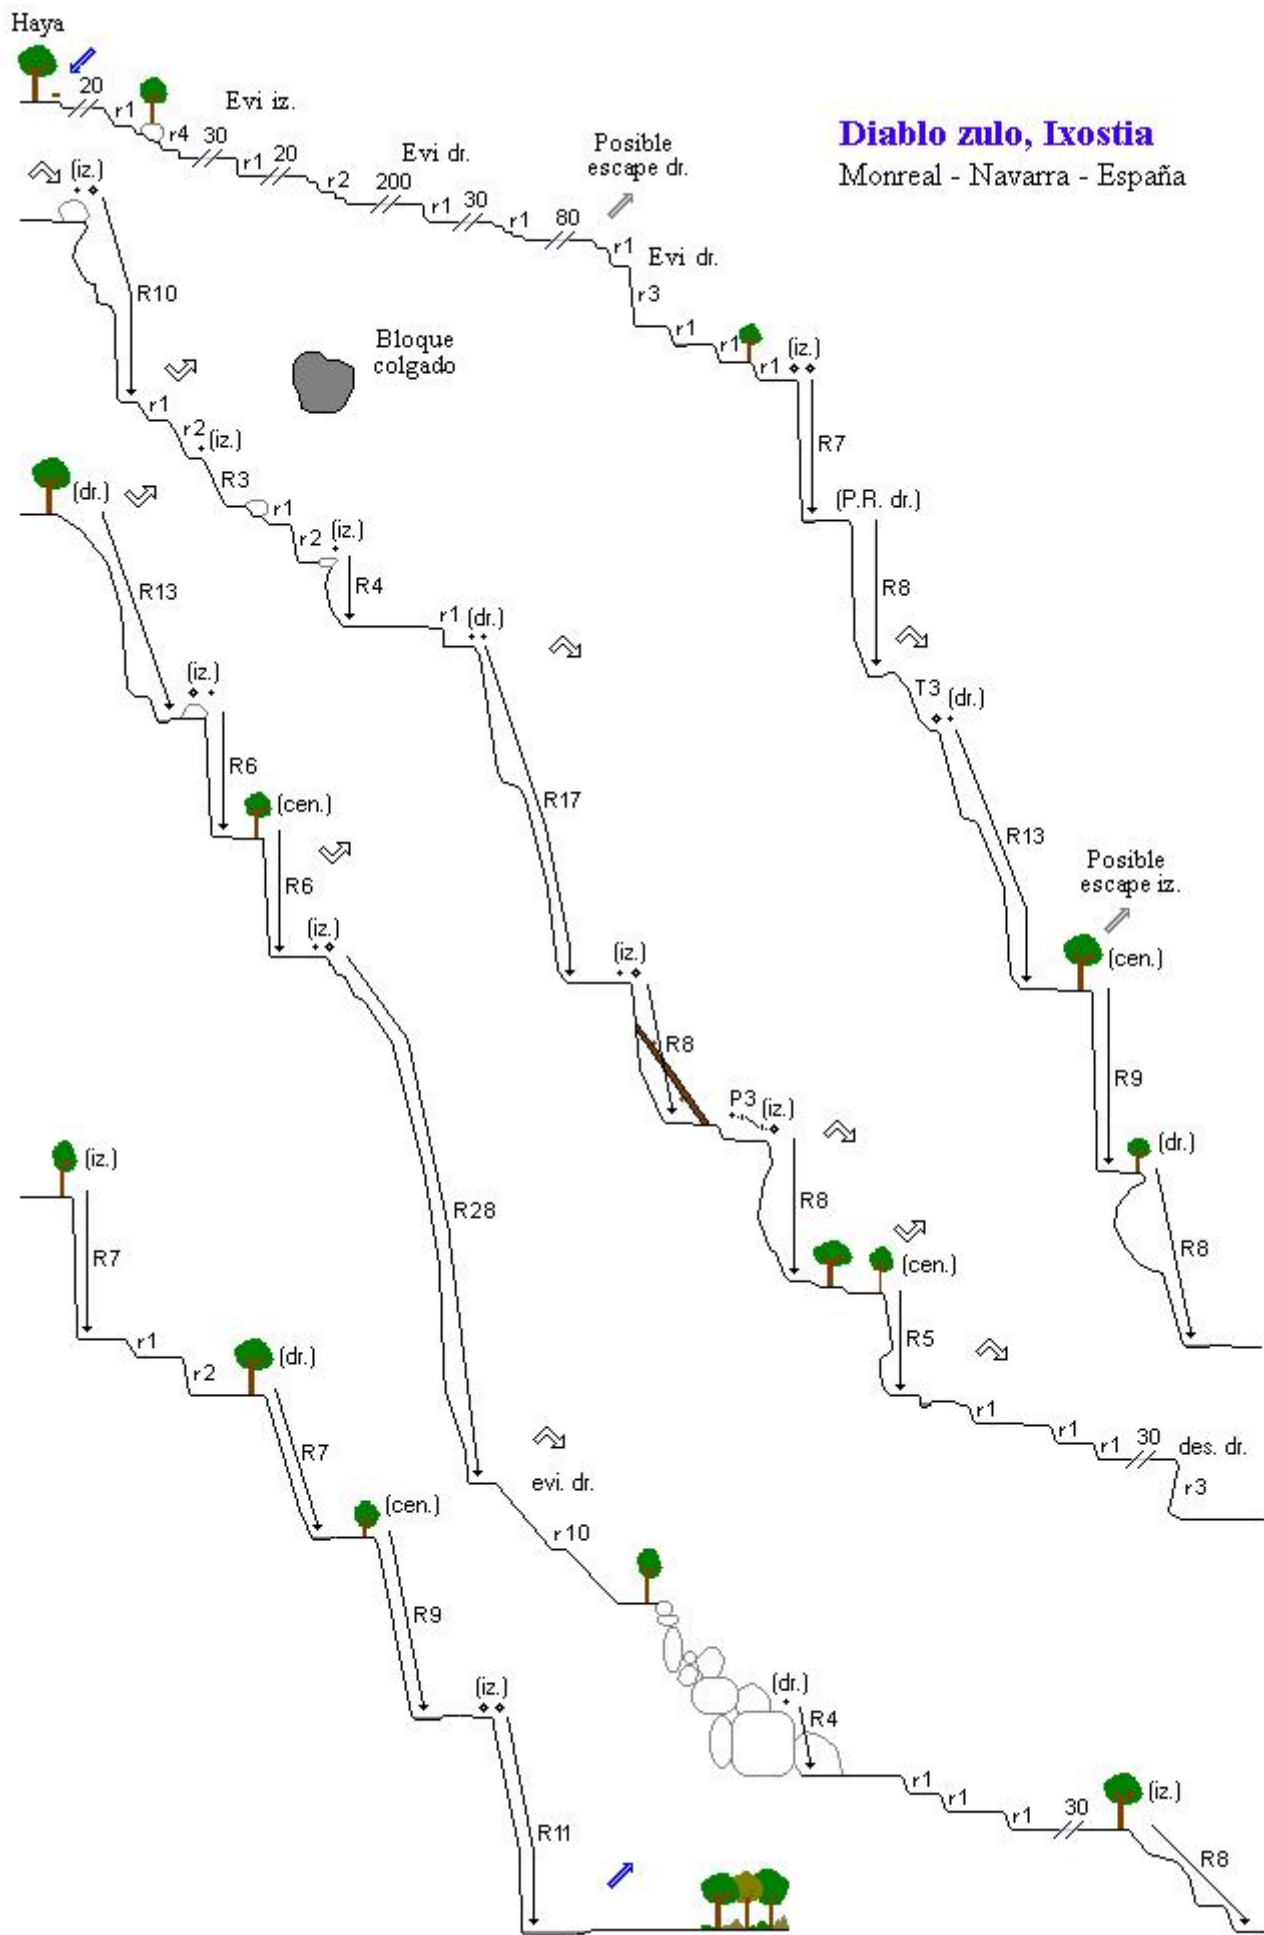 Haya
Diablo zulo, Ixostia
Monreal - Navarra - España
20
r1
r4
30
Evi iz.
r1
20
r2
Evi dr.
200
r1
30
r1
80
Posible
escape dr.
r1
Evi dr.
r3
r1
r1
r1
(iz.)
R7
(P.R. dr.)
R8
T3
(dr.)
R13
Posible
escape iz.
(cen.)
R9
(dr.)
R8
(iz.)
R10
Bloque
colgado
r1
r2
(iz.)
R3
r1
r2
(iz.)
R4
r1
(dr.)
R17
(iz.)
R8
P3
(iz.)
R8
(cen.)
R5
r1
r1
r1
30
des. dr.
r3
(dr.)
R13
(iz.)
R6
(cen.)
R6
(iz.)
R28
evi. dr.
r10
(dr.)
R4
r1
r1
r1
30
(iz.)
R8
(iz.)
R7
r1
r2
(dr.)
R7
(cen.)
R9
(iz.)
R11